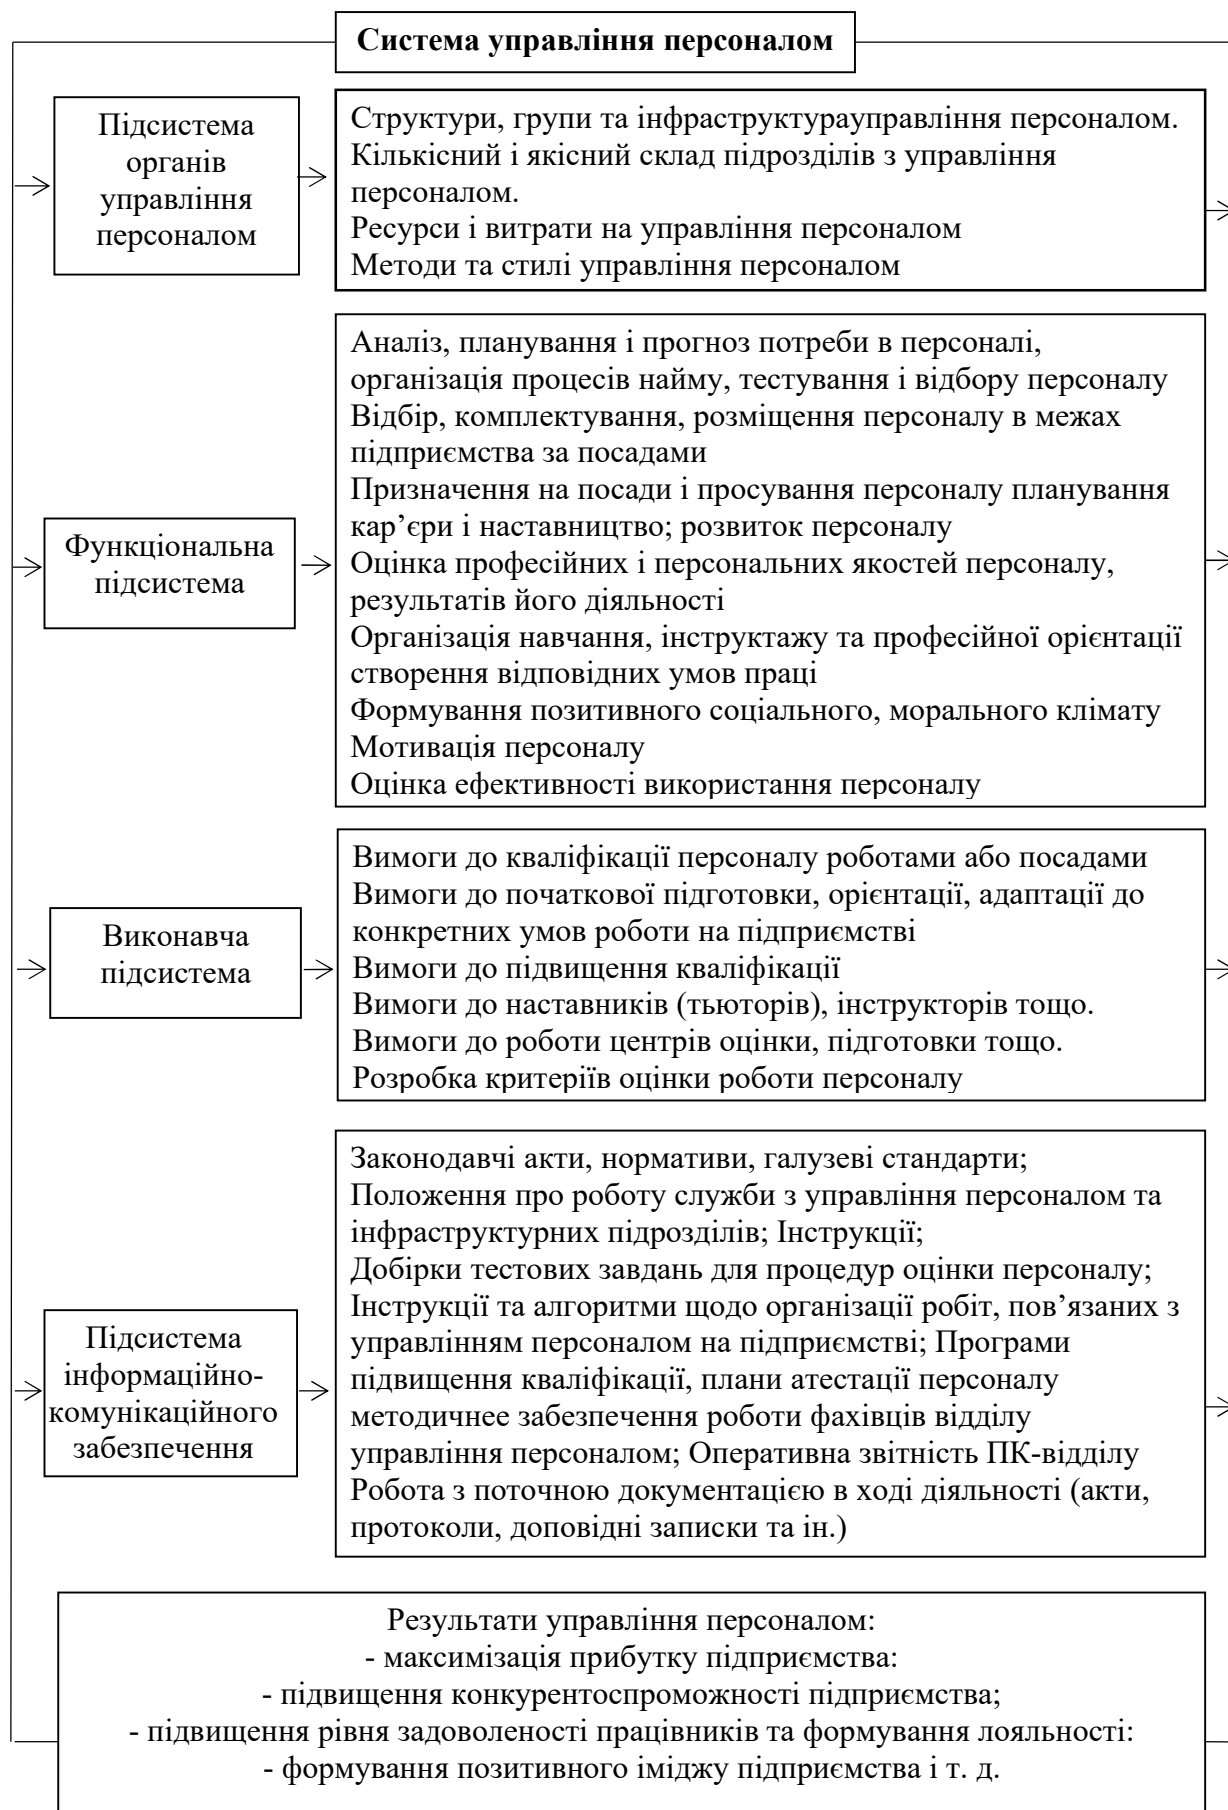 Система управління персоналом
Підсистема
органів
управління
персоналом
Структури, групи та інфраструктурауправління персоналом.
Кількісний і якісний склад підрозділів з управління
персоналом.
Ресурси і витрати на управління персоналом
Методи та стилі управління персоналом
Функціональна
підсистема
Аналіз, планування і прогноз потреби в персоналі,
організація процесів найму, тестування і відбору персоналу
Відбір, комплектування, розміщення персоналу в межах
підприємства за посадами
Призначення на посади і просування персоналу планування
кар’єри і наставництво; розвиток персоналу
Оцінка професійних і персональних якостей персоналу,
результатів його діяльності
Організація навчання, інструктажу та професійної орієнтації
створення відповідних умов праці
Формування позитивного соціального, морального клімату
Мотивація персоналу
Оцінка ефективності використання персоналу
Виконавча
підсистема
Вимоги до кваліфікації персоналу роботами або посадами
Вимоги до початкової підготовки, орієнтації, адаптації до
конкретних умов роботи на підприємстві
Вимоги до підвищення кваліфікації
Вимоги до наставників (тьюторів), інструкторів тощо.
Вимоги до роботи центрів оцінки, підготовки тощо.
Розробка критеріїв оцінки роботи персоналу
Підсистема
інформаційно-
комунікаційного
забезпечення
Законодавчі акти, нормативи, галузеві стандарти;
Положення про роботу служби з управління персоналом та
інфраструктурних підрозділів; Інструкції;
Добірки тестових завдань для процедур оцінки персоналу;
Інструкції та алгоритми щодо організації робіт, пов’язаних з
управлінням персоналом на підприємстві; Програми
підвищення кваліфікації, плани атестації персоналу
методичнее забезпечення роботи фахівців відділу
управління персоналом; Оперативна звітність ПК-відділу
Робота з поточною документацією в ході діяльності (акти,
протоколи, доповідні записки та ін.)
Результати управління персоналом:
- максимізація прибутку підприємства:
- підвищення конкурентоспроможності підприємства;
- підвищення рівня задоволеності працівників та формування лояльності:
- формування позитивного іміджу підприємства і т. д.